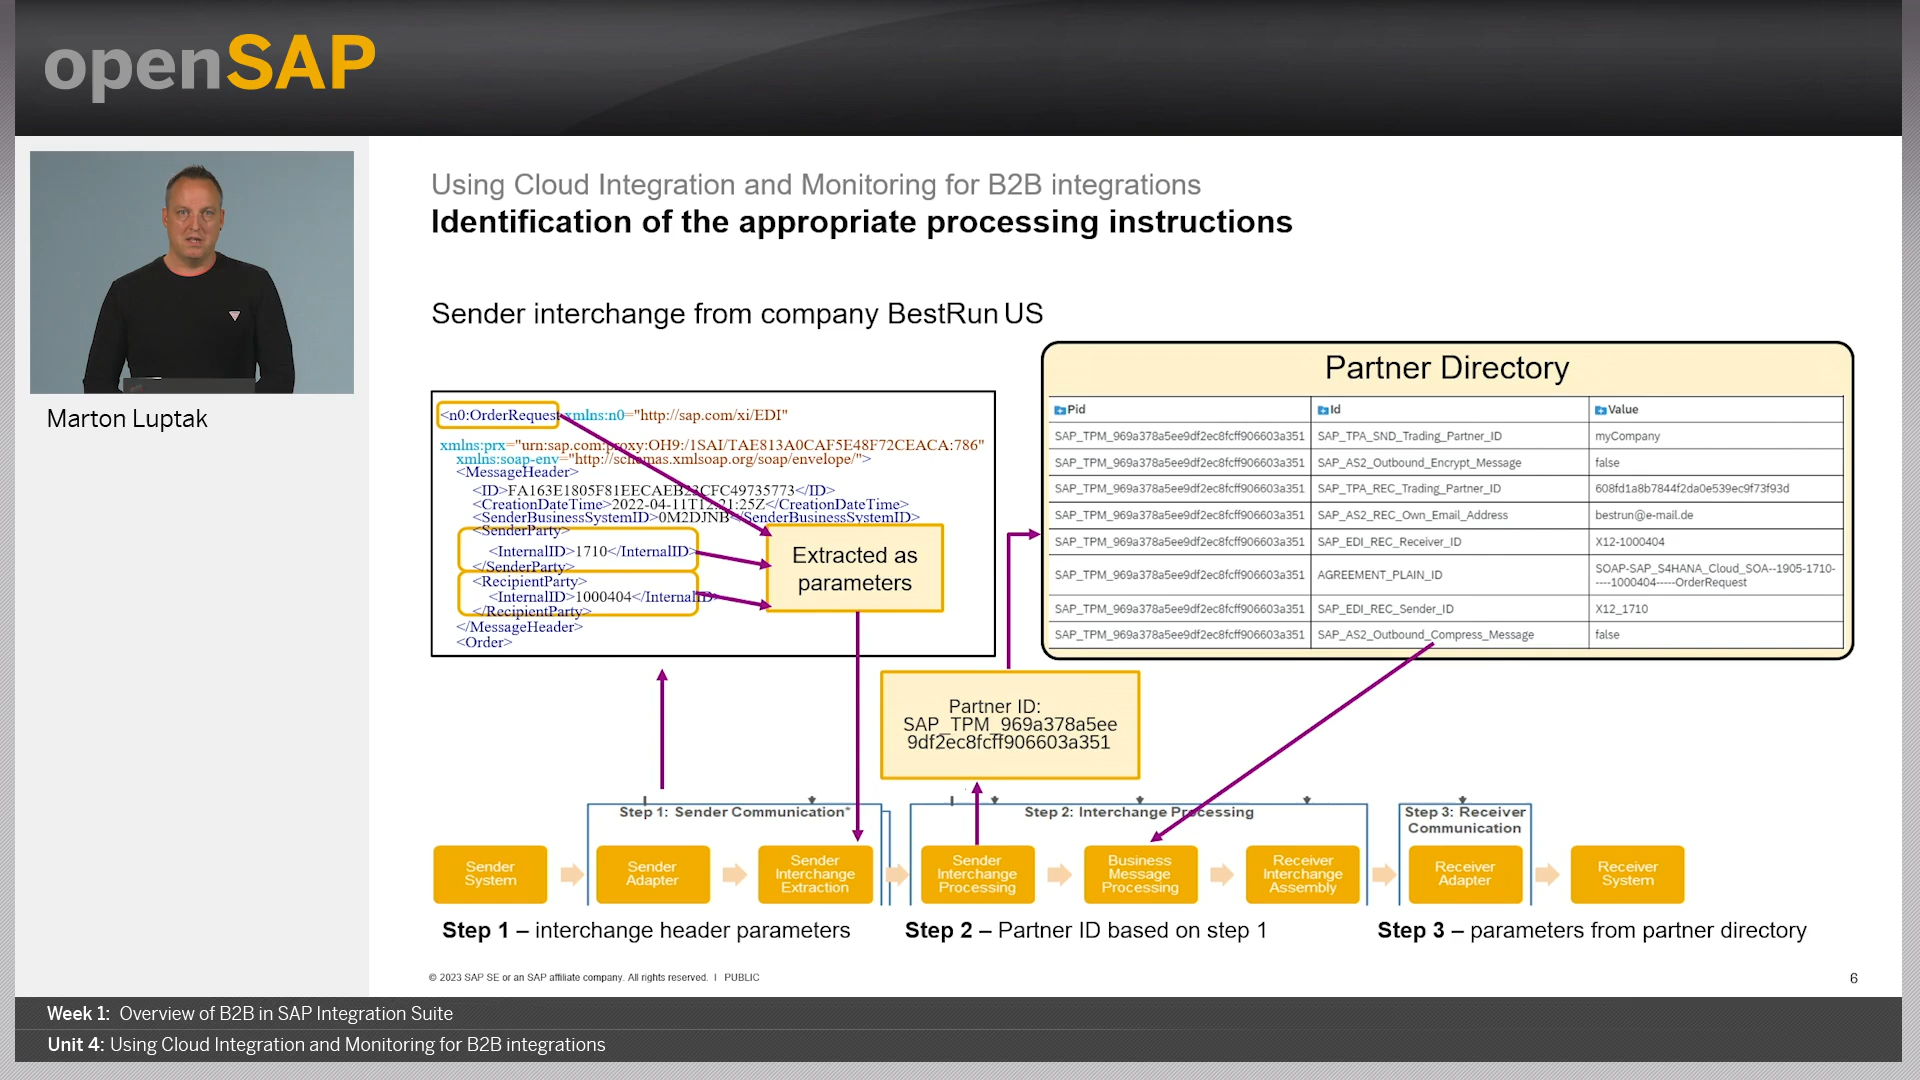 openSAP
Marton Luptak
Using Cloud Integration and Monitoring for B2B integrations
Identification of the appropriate processing instructions
Sender interchange from company BestRun US
<n0:OrderRequest xmlns:n0="http://sap.com/xi/EDI"
xmlns:prx="urn:sap.com:proxy:OH9:/1SAI/TAE813A0CAF5E48F72CEACA:786"
xmlns:soap-env="http://schemas.xmlsoap.org/soap/envelope/">
<MessageHeader>
<ID>FA163E1805F81EECAEB23CFC49735773</ID>
<CreationDateTime>2022-04-11T12:21:25Z</CreationDateTime>
<SenderBusinessSystemID>0M2DJNB</SenderBusinessSystemID>
<SenderParty>
<InternalID>1710</InternalID>
</SenderParty>
<RecipientParty>
<InternalID>1000404</InternalID>
</RecipientParty>
</MessageHeader>
<Order>
Extracted as
parameters
Partner Directory
Pid Id Value
SAP_TPM_969a378a5ee9df2ec8fcff906603a351 SAP_TPA_SND_Trading_Partner_ID myCompany
SAP_TPM_969a378a5ee9df2ec8fcff906603a351 SAP_AS2_Outbound_Encrypt_Message false
SAP_TPM_969a378a5ee9df2ec8fcff906603a351 SAP_TPA_REC_Trading_Partner_ID 608fd1a8b7844f2da0e539ec9f73f93d
SAP_TPM_969a378a5ee9df2ec8fcff906603a351 SAP_AS2_REC_Own_Email_Address bestrun@e-mail.de
SAP_TPM_969a378a5ee9df2ec8fcff906603a351 SAP_EDI_REC_Receiver_ID X12-1000404
SAP_TPM_969a378a5ee9df2ec8fcff906603a351 AGREEMENT_PLAIN_ID SOAP-SAP_S4HANA_Cloud_SOA--1905-1710-
----1000404-----OrderRequest
SAP_TPM_969a378a5ee9df2ec8fcff906603a351 SAP_EDI_REC_Sender_ID X12_1710
SAP_TPM_969a378a5ee9df2ec8fcff906603a351 SAP_AS2_Outbound_Compress_Message false
Partner ID:
SAP_TPM_969a378a5ee
9df2ec8fcff906603a351
Step 1: Sender Communication*
Step 2: Interchange Processing
Step 3: Receiver
Communication
Sender
System
Sender
Adapter
Sender
Interchange
Extraction
Sender
Interchange
Processing
Business
Message
Processing
Receiver
Interchange
Assembly
Receiver
Adapter
Receiver
System
Step 1 – interchange header parameters
Step 2 – Partner ID based on step 1
Step 3 – parameters from partner directory
© 2023 SAP SE or an SAP affiliate company. All rights reserved. I PUBLIC
6
Week 1: Overview of B2B in SAP Integration Suite
Unit 4: Using Cloud Integration and Monitoring for B2B integrations